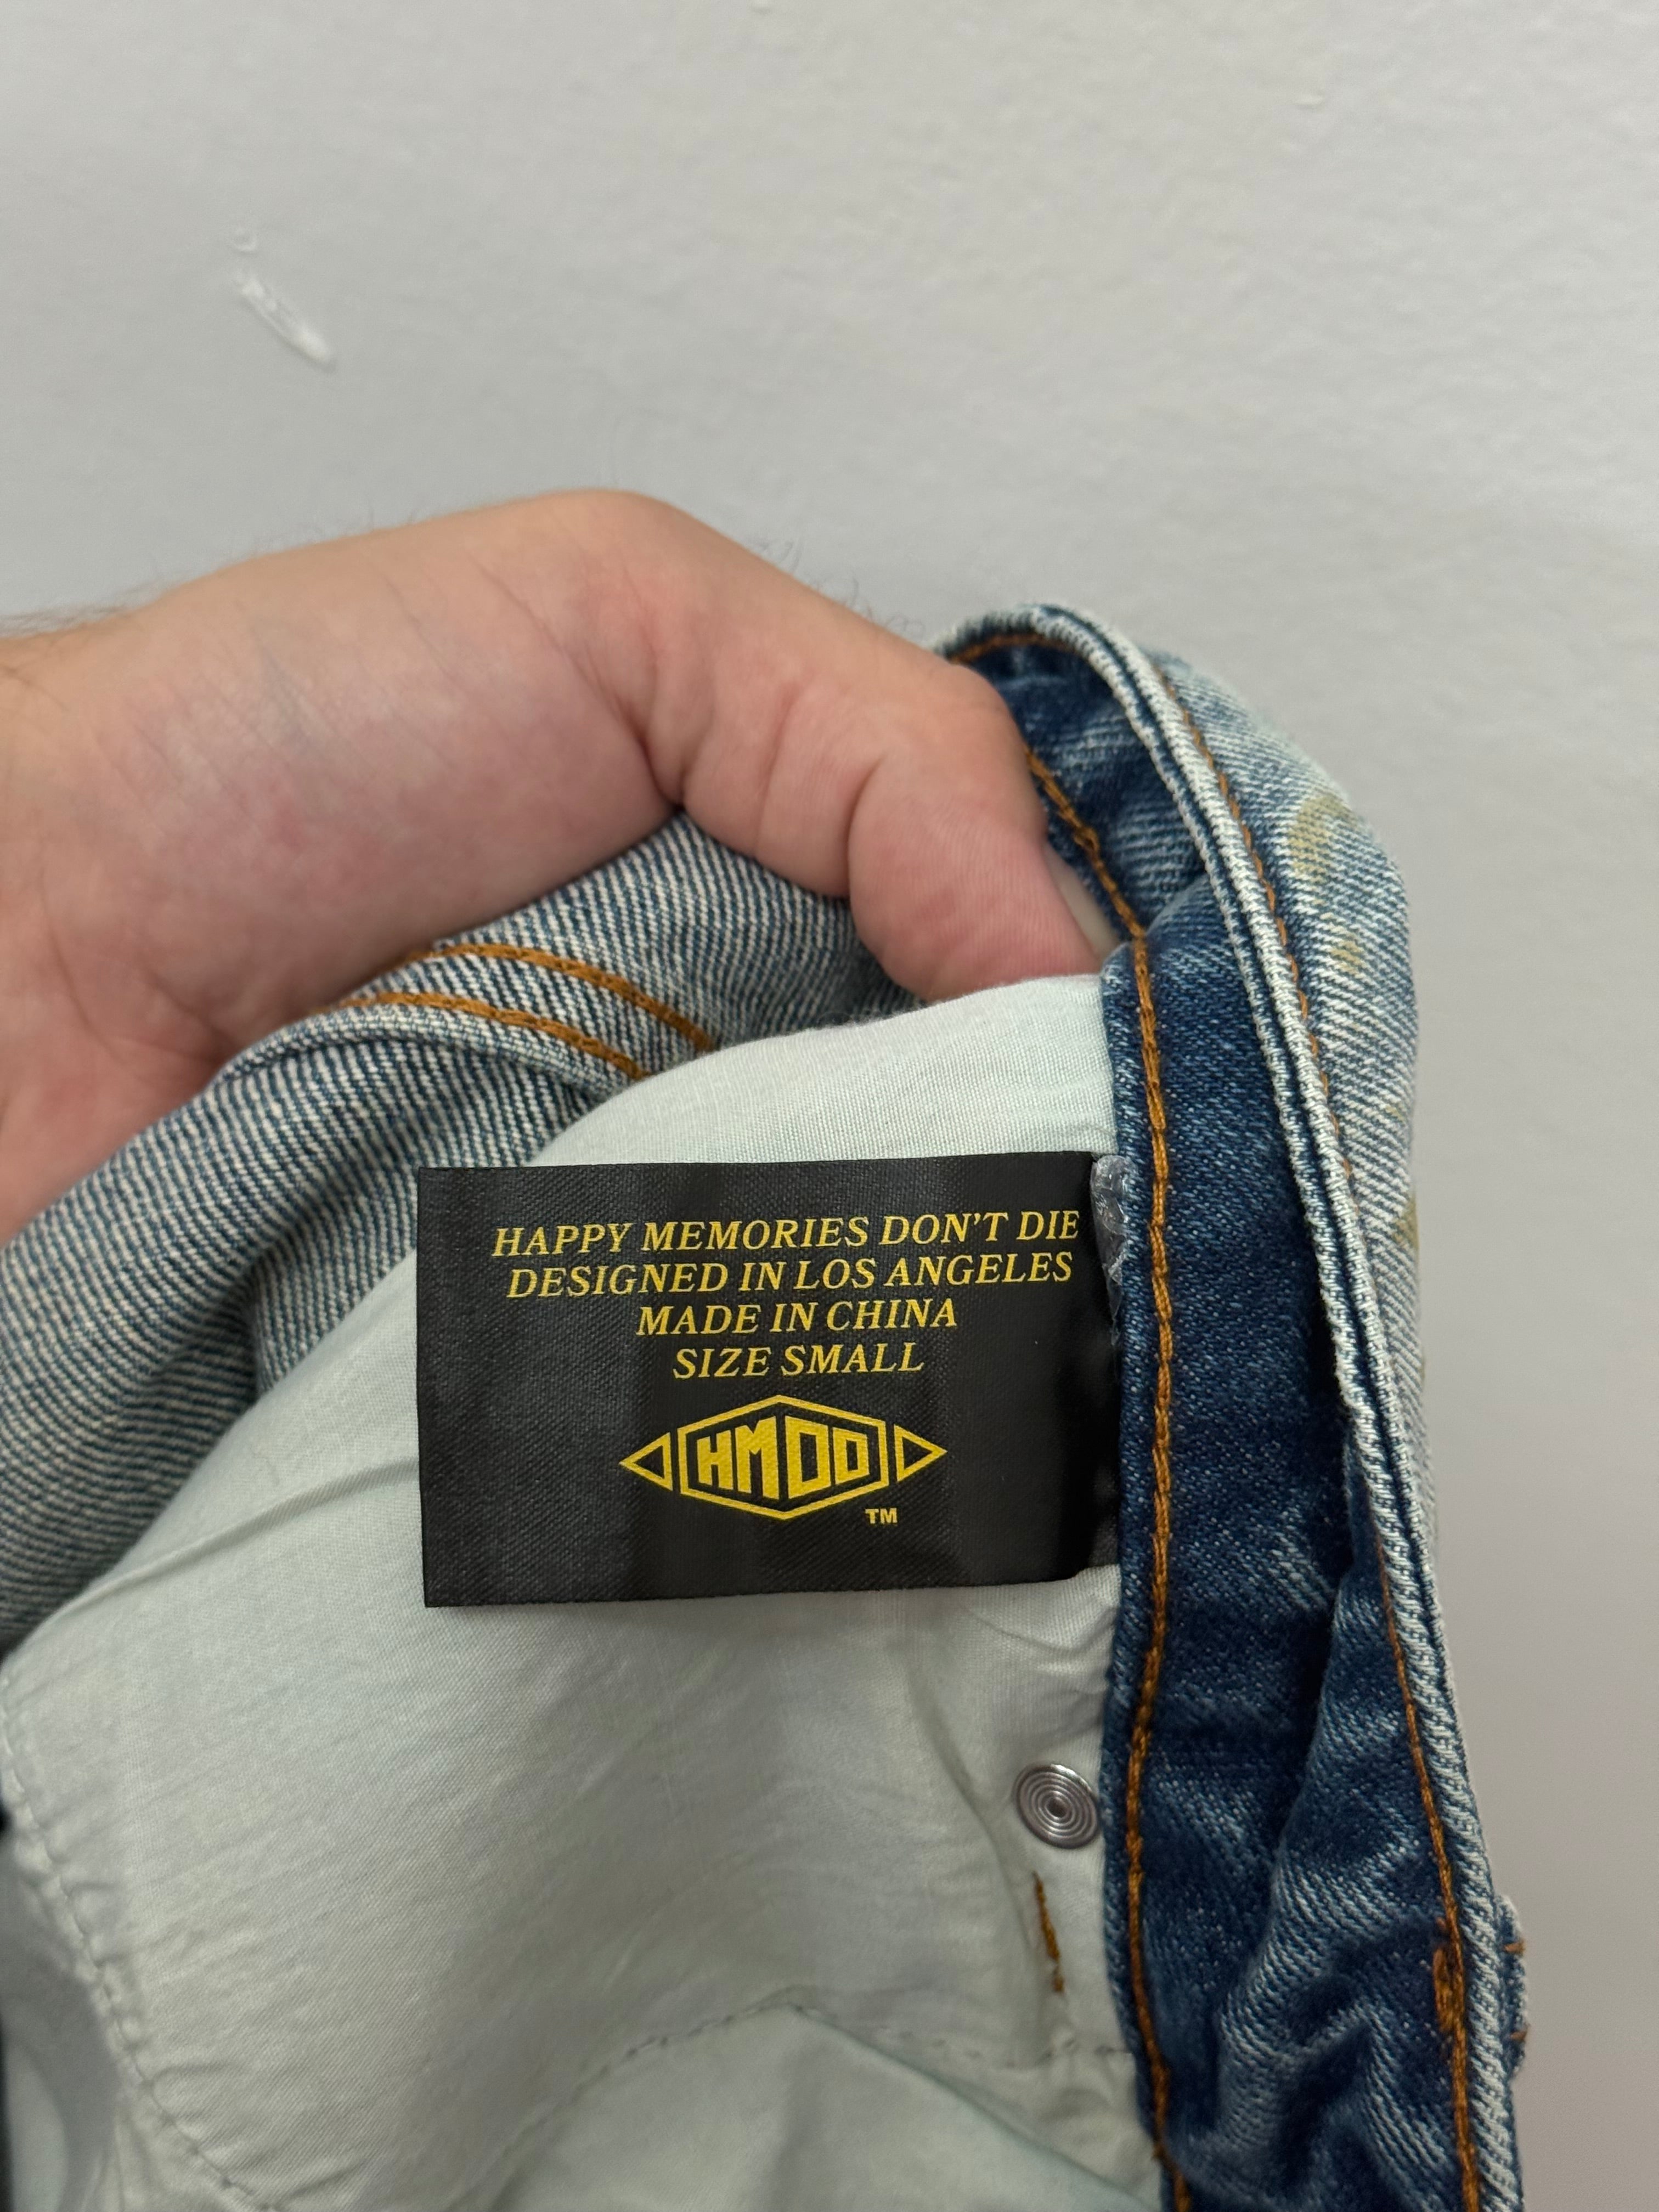 HAPPY MEMORIES DON'T DIE
DESIGNED IN LOS ANGELES
MADE IN CHINA
SIZE SMALL
HMDD
TM